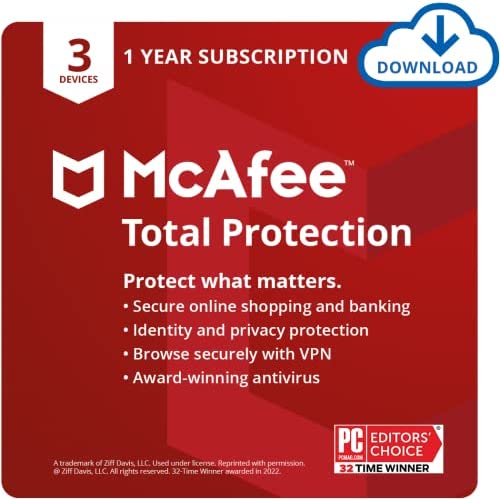 3
DEVICES
1 YEAR SUBSCRIPTION
DOWNLOAD
McAfee™
Total Protection
Protect what matters.
• Secure online shopping and banking
• Identity and privacy protection
• Browse securely with VPN
• Award-winning antivirus
PC
PCMAG.COM
EDITORS'
CHOICE
®
32 TIME WINNER
A trademark of Ziff Davis, LLC. Used under license. Reprinted with permission.
@ Ziff Davis, LLC. All rights reserved. 32-Time Winner awarded in 2022.